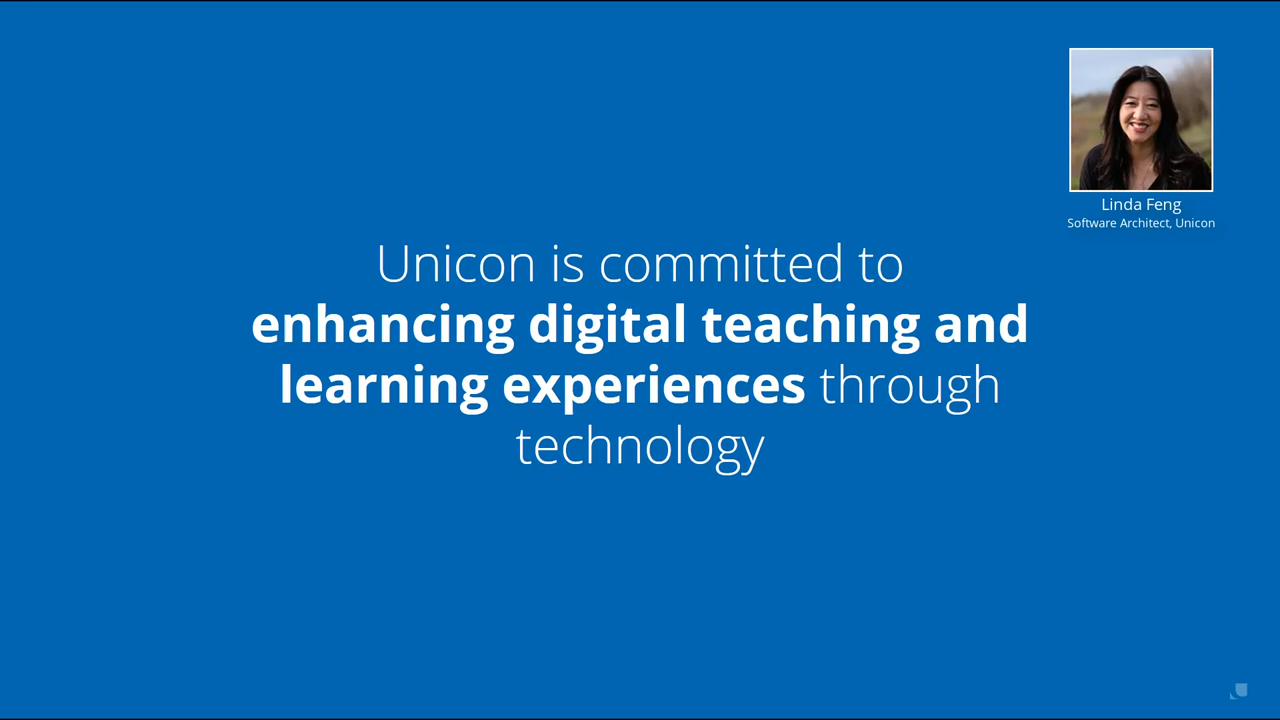 Linda Feng
Software Architect, Unicon
Unicon is committed to
enhancing digital teaching and
learning experiences through
technology